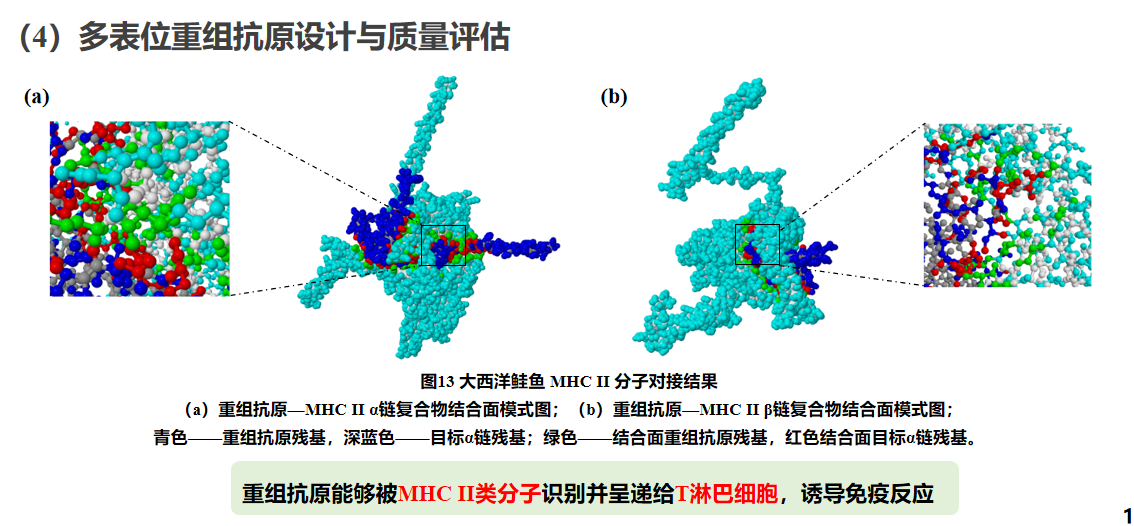 （4）多表位重组抗原设计与质量评估
(a)
(b)
图13 大西洋鲑鱼 MHC II 分子对接结果
（a）重组抗原—MHC II α链复合物结合面模式图；（b）重组抗原—MHC II β链复合物结合面模式图；
青色——重组抗原残基，深蓝色——目标α链残基；绿色——结合面重组抗原残基，红色结合面目标α链残基。
重组抗原能够被MHC II类分子识别并呈递给T淋巴细胞，诱导免疫反应
1